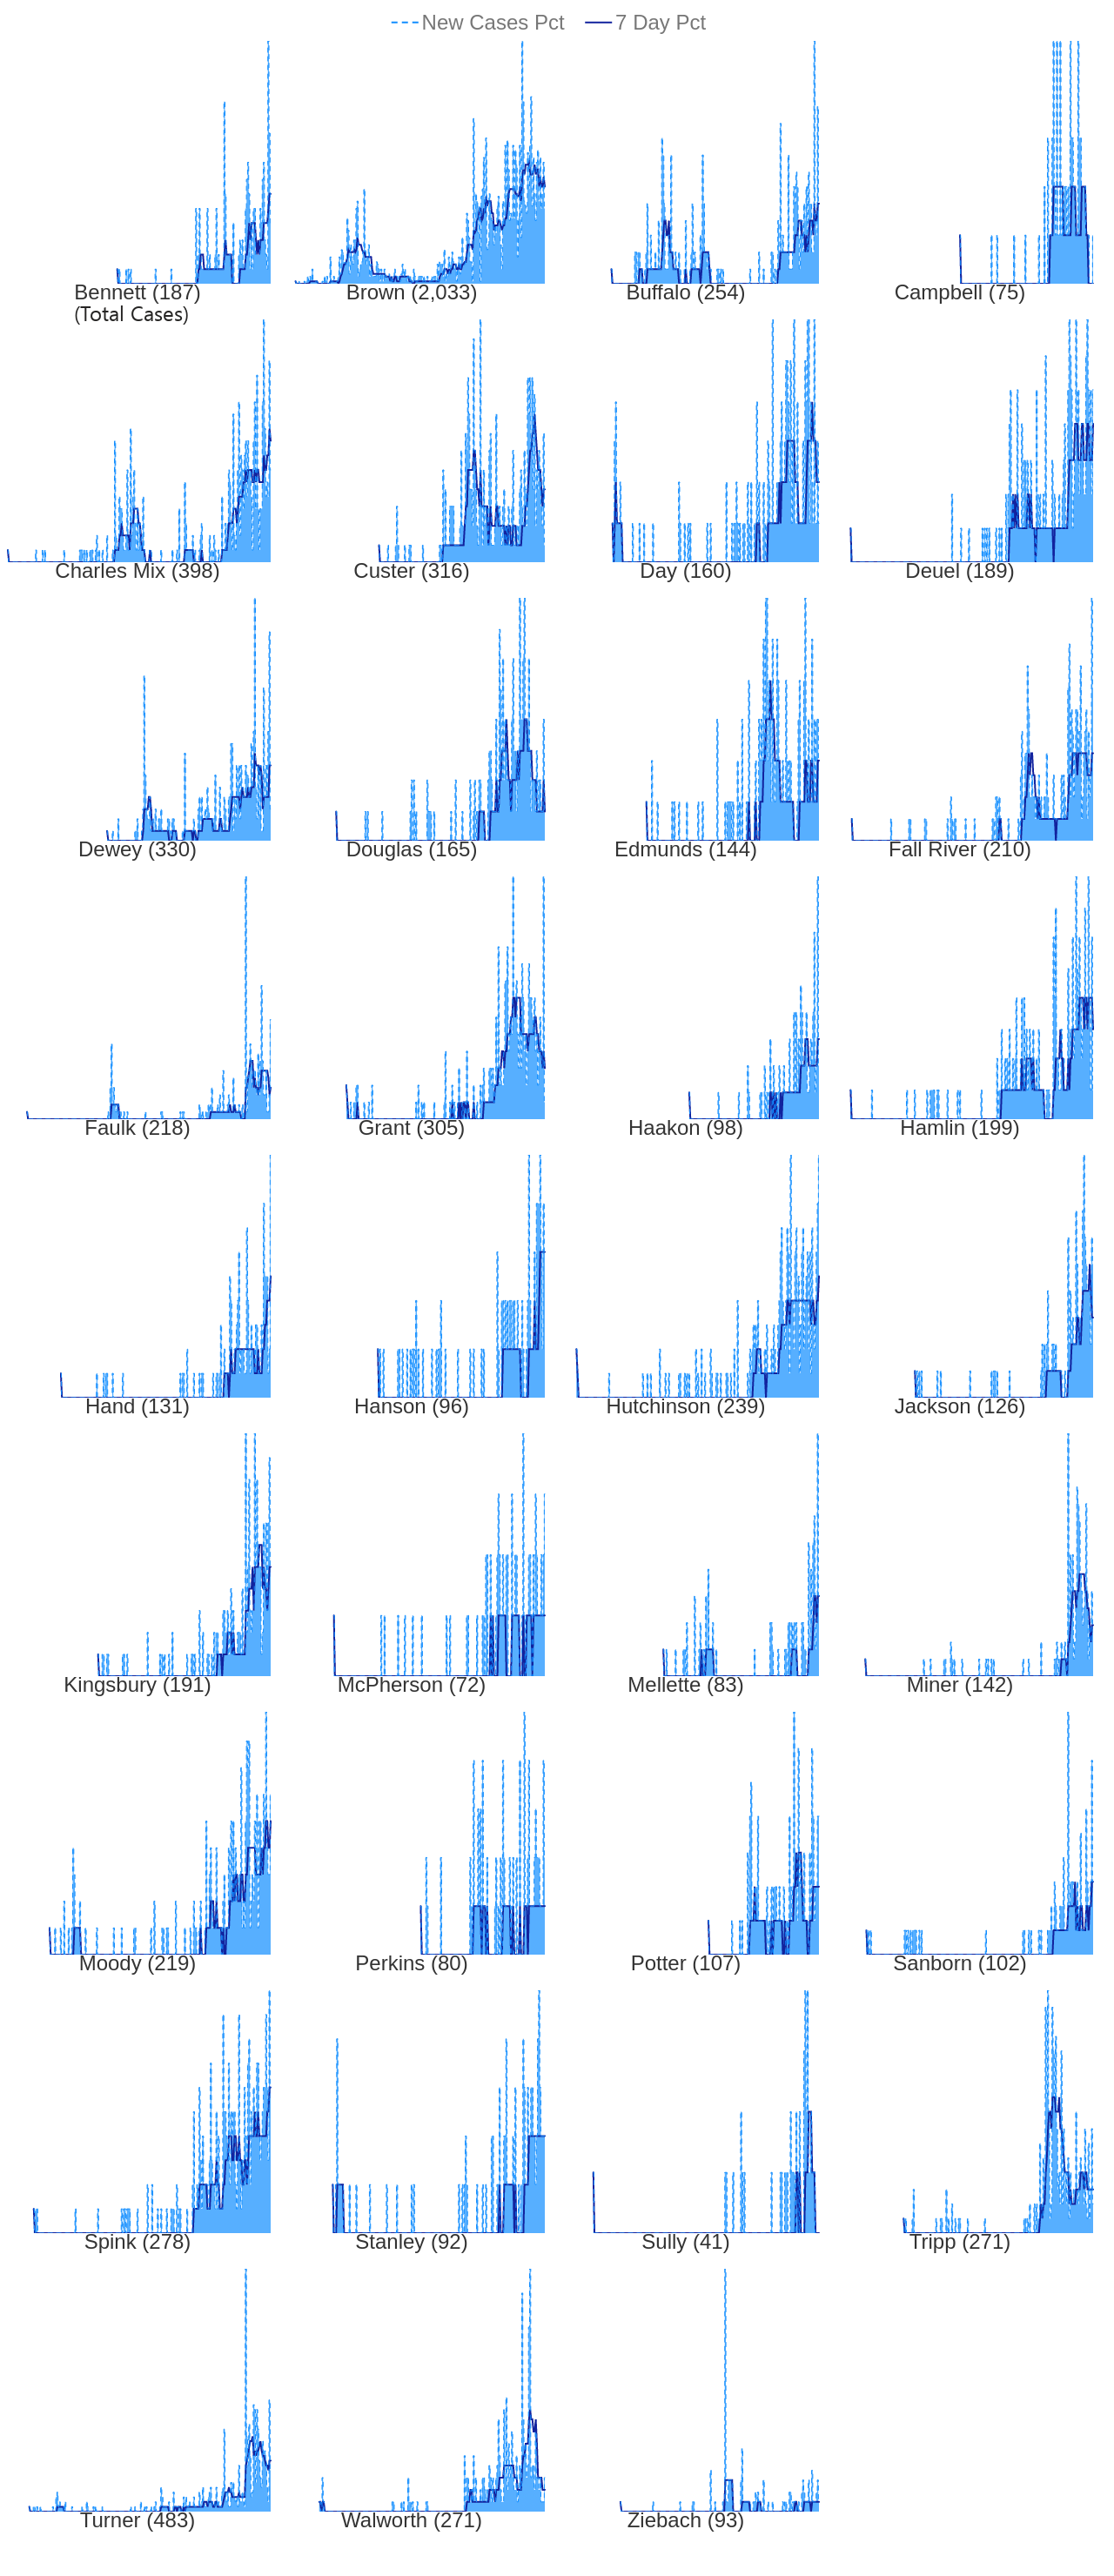 New Cases Pct 7 Day Pct
Bennett (187) Brown (2,033) Buffalo (254) Campbell (75)
(Total Cases)
Charles Mix (398) Custer (316) Day (160) Deuel (189)
Dewey (330) Douglas (165) Edmunds (144) Fall River (210)
Faulk (218) Grant (305) Haakon (98) Hamlin (199)
Hand (131) Hanson (96) Hutchinson (239) Jackson (126)
Kingsbury (191) McPherson (72) Mellette (83) Miner (142)
Moody (219) Perkins (80) Potter (107) Sanborn (102)
Spink (278) Stanley (92) Sully (41) Tripp (271)
Turner (483) Walworth (271) Ziebach (93)